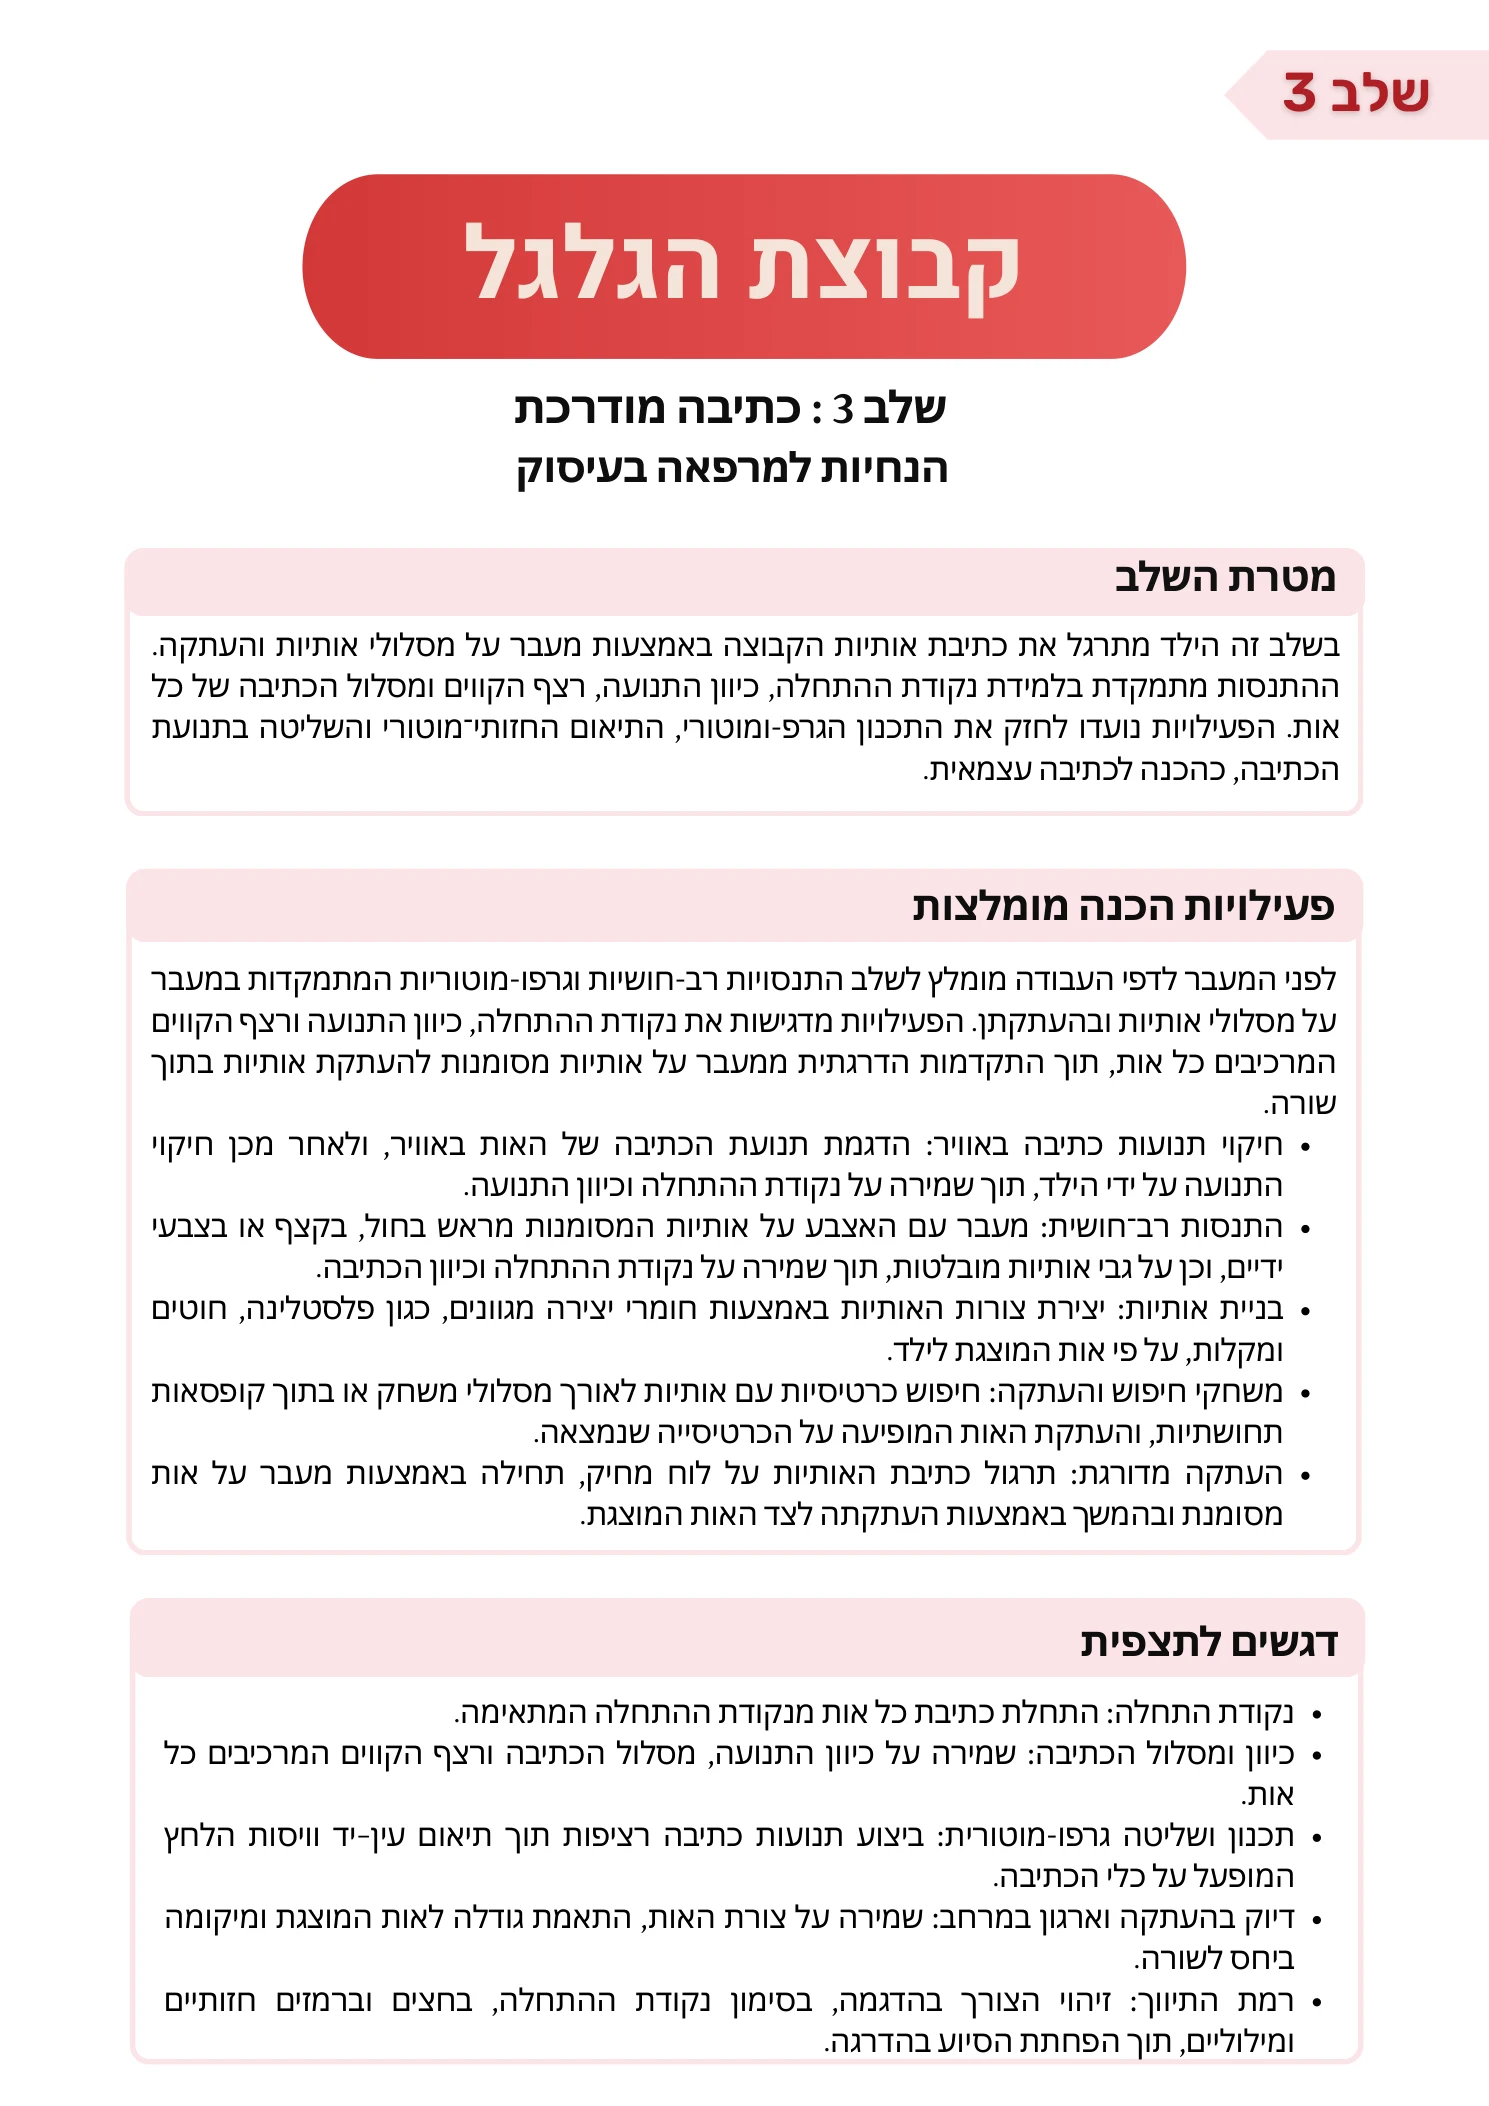 שלב 3
קבוצת הגלגל
שלב 3 : כתיבה מודרכת
הנחיות למרפאה בעיסוק
מטרת השלב
בשלב זה הילד מתרגל את כתיבת אותיות הקבוצה באמצעות מעבר על מסלולי אותיות והעתקה.
ההתנסות מתמקדת בלמידת נקודת ההתחלה, כיוון התנועה, רצף הקווים ומסלול הכתיבה של כל
אות. הפעילויות נועדו לחזק את התכנון הגרפ-ומוטורי, התיאום החזותי־מוטורי והשליטה בתנועת
הכתיבה, כהכנה לכתיבה עצמאית.
פעילויות הכנה מומלצות
לפני המעבר לדפי העבודה מומלץ לשלב התנסויות רב-חושיות וגרפו-מוטוריות המתמקדות במעבר
על מסלולי אותיות ובהעתקתן. הפעילויות מדגישות את נקודת ההתחלה, כיוון התנועה ורצף הקווים
המרכיבים כל אות, תוך התקדמות הדרגתית ממעבר על אותיות מסומנות להעתקת אותיות בתוך
שורה.
• חיקוי תנועות כתיבה באוויר: הדגמת תנועת הכתיבה של האות באוויר, ולאחר מכן חיקוי
התנועה על ידי הילד, תוך שמירה על נקודת ההתחלה וכיוון התנועה.
• התנסות רב־חושית: מעבר עם האצבע על אותיות המסומנות מראש בחול, בקצף או בצבעי
ידיים, וכן על גבי אותיות מובלטות, תוך שמירה על נקודת ההתחלה וכיוון הכתיבה.
• בניית אותיות: יצירת צורות האותיות באמצעות חומרי יצירה מגוונים, כגון פלסטלינה, חוטים
ומקלות, על פי אות המוצגת לילד.
• משחקי חיפוש והעתקה: חיפוש כרטיסיות עם אותיות לאורך מסלולי משחק או בתוך קופסאות
תחושתיות, והעתקת האות המופיעה על הכרטיסייה שנמצאה.
• העתקה מדורגת: תרגול כתיבת האותיות על לוח מחיק, תחילה באמצעות מעבר על אות
מסומנת ובהמשך באמצעות העתקתה לצד האות המוצגת.
דגשים לתצפית
• נקודת התחלה: התחלת כתיבת כל אות מנקודת ההתחלה המתאימה.
• כיוון ומסלול הכתיבה: שמירה על כיוון התנועה, מסלול הכתיבה ורצף הקווים המרכיבים כל
אות.
• תכנון ושליטה גרפו-מוטורית: ביצוע תנועות כתיבה רציפות תוך תיאום עין–יד וויסות הלחץ
המופעל על כלי הכתיבה.
• דיוק בהעתקה וארגון במרחב: שמירה על צורת האות, התאמת גודלה לאות המוצגת ומיקומה
ביחס לשורה.
• רמת התיווך: זיהוי הצורך בהדגמה, בסימון נקודת ההתחלה, בחצים וברמזים חזותיים
ומילוליים, תוך הפחתת הסיוע בהדרגה.